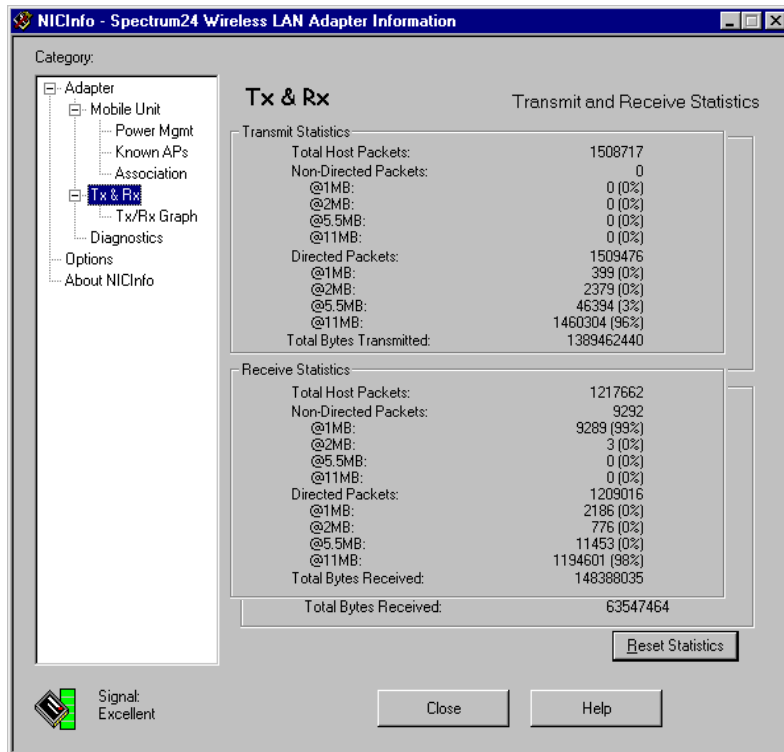 NICInfo - Spectrum24 Wireless LAN Adapter Information
Category:
Adapter
Mobile Unit
Power Mgmt
Known APs
Association
Tx & Rx
Tx/Rx Graph
Diagnostics
Options
About NICInfo
Tx & Rx Transmit and Receive Statistics
Transmit Statistics
Total Host Packets: 1508717
Non-Directed Packets: 0
@1MB: 0 (0%)
@2MB: 0 (0%)
@5.5MB: 0 (0%)
@11MB: 0 (0%)
Directed Packets: 1509476
@1MB: 399 (0%)
@2MB: 2379 (0%)
@5.5MB: 46394 (3%)
@11MB: 1460304 (96%)
Total Bytes Transmitted: 1389462440
Receive Statistics
Total Host Packets: 1217662
Non-Directed Packets: 9292
@1MB: 9289 (99%)
@2MB: 3 (0%)
@5.5MB: 0 (0%)
@11MB: 0 (0%)
Directed Packets: 1209016
@1MB: 2186 (0%)
@2MB: 776 (0%)
@5.5MB: 11453 (0%)
@11MB: 1194601 (98%)
Total Bytes Received: 148388035
Total Bytes Received: 63547464
Reset Statistics
Signal:
Excellent
Close
Help